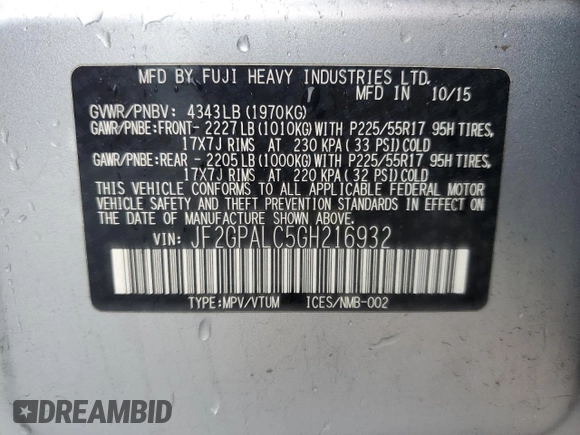 MFD BY FUJI HEAVY INDUSTRIES LTD.
MFD IN 10/15
GVWR/PNBV: 4343LB (1970KG)
GAWR/PNBE:FRONT- 2227LB(1010KG)WITH P225/55R17 95H TIRES,
17X7J RIMS AT 230 KPA( 33 PSI)COLD
GAWR/PNBE:REAR - 2205LB(1000KG)WITH P225/55R17 95H TIRES,
17X7J RIMS AT 220 KPA( 32 PSI)COLD
THIS VEHICLE CONFORMS TO ALL APPLICABLE FEDERAL MOTOR
VEHICLE SAFETY AND THEFT PREVENTION STANDARDS IN EFFECT ON
THE DATE OF MANUFACTURE SHOWN ABOVE.
VIN: JF2GPALC5GH216932
TYPE:MPV/VTUM ICES/NMB-002
DREAMBID